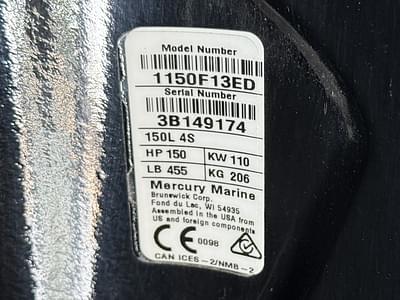 Model Number
1150F13ED
Serial Number
3B149174
150L 4S
HP 150 KW 110
LB 455 KG 206
Mercury Marine
Brunswick Corp.
Fond du Lac, WI 54935
Assembled in the USA from
US and foreign components
CE 0098
CAN ICES-2/NMB-2